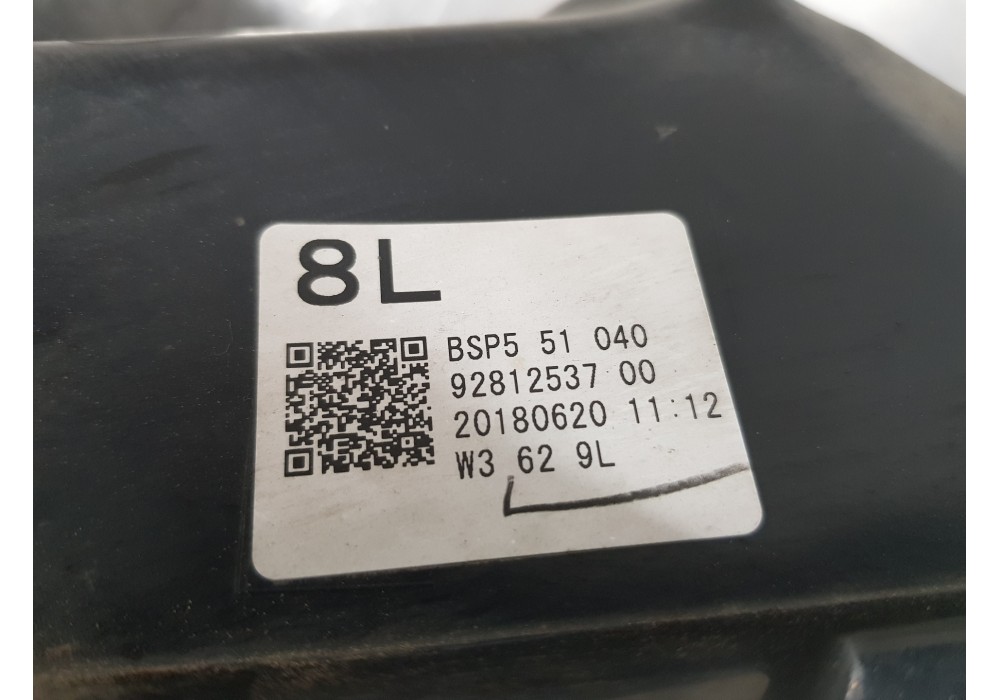 8L
BSP5 51 040
92812537 00
20180620 11:12
W3 62 9L